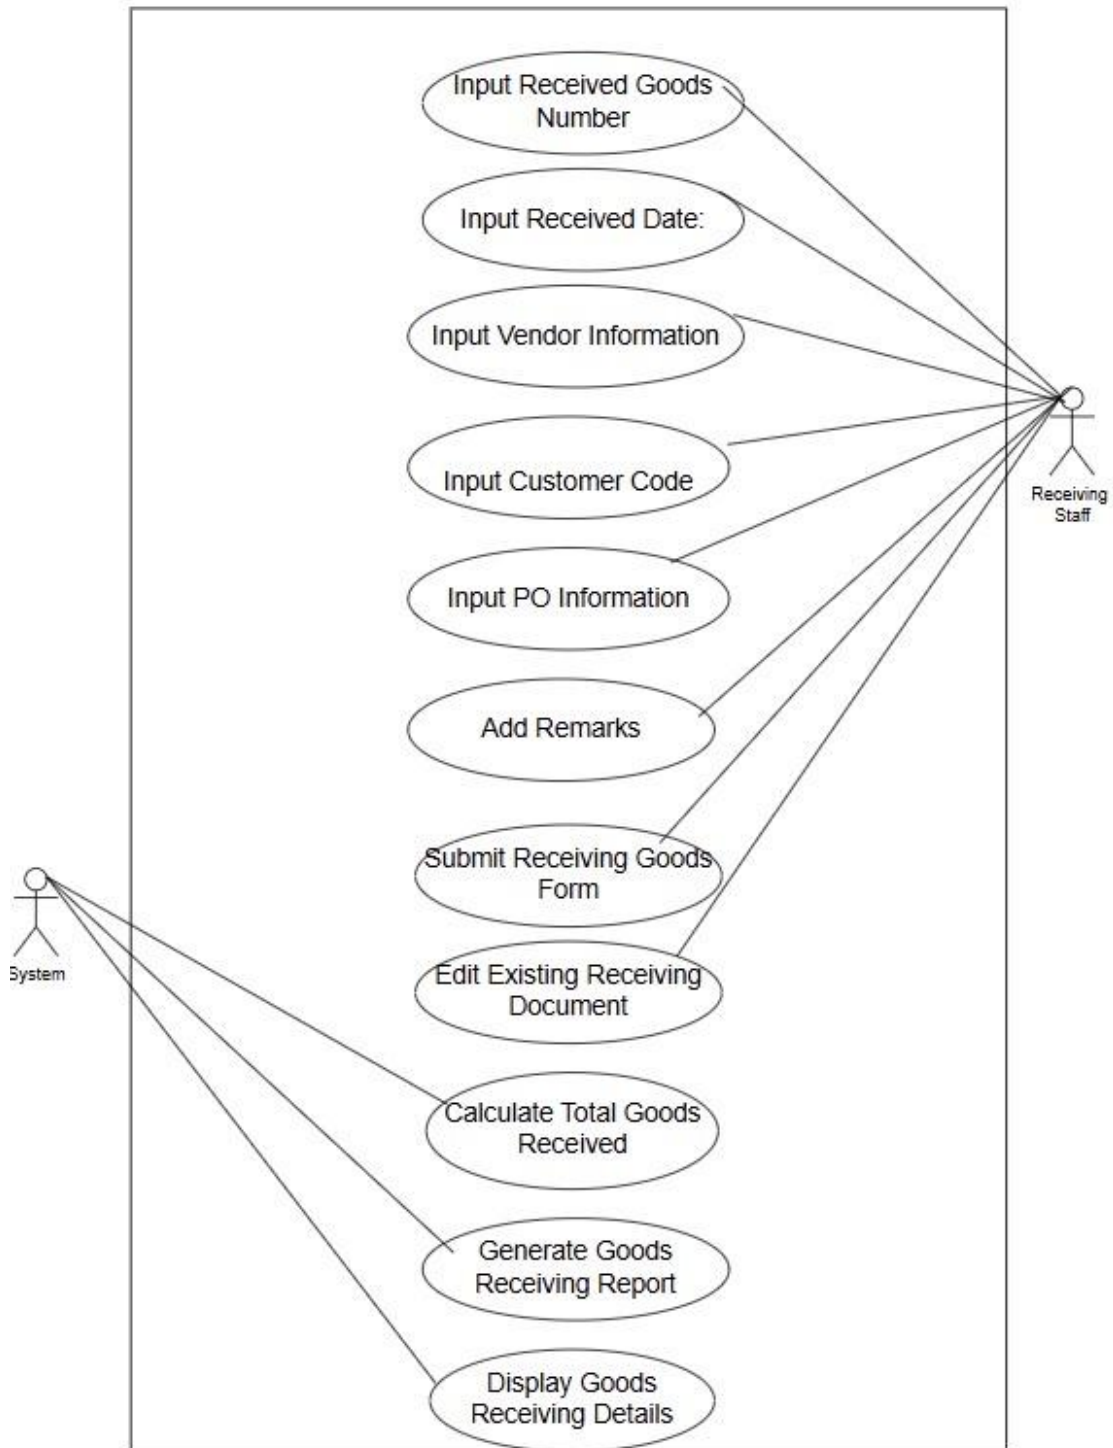 Input Received Goods
Number
Input Received Date:
Input Vendor Information
Input Customer Code
Receiving
Staff
Input PO Information
Add Remarks
Submit Receiving Goods
Form
System
Edit Existing Receiving
Document
Calculate Total Goods
Received
Generate Goods
Receiving Report
Display Goods
Receiving Details